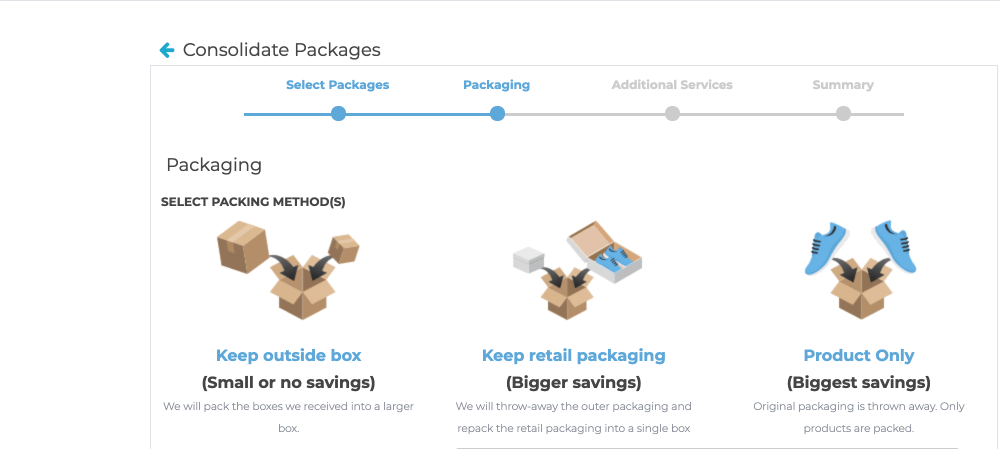 Consolidate Packages
Select Packages
Packaging
Additional Services
Summary
Packaging
SELECT PACKING METHOD(S)
Keep outside box
(Small or no savings)
We will pack the boxes we received into a larger
box.
Keep retail packaging
(Bigger savings)
We will throw-away the outer packaging and
repack the retail packaging into a single box
Product Only
(Biggest savings)
Original packaging is thrown away. Only
products are packed.